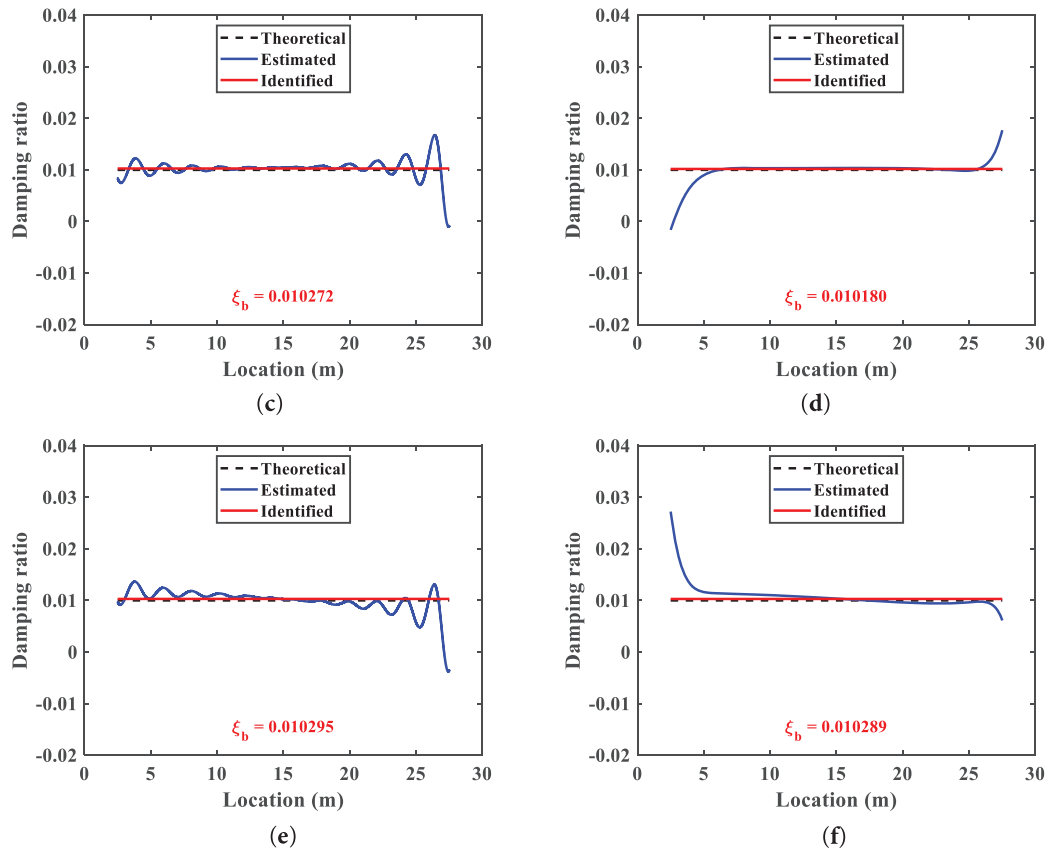 0.04
0.03
0.02
0.01
0
-0.01
-0.02
Damping ratio
Theoretical
Estimated
Identified
ξb = 0.010272
0 5 10 15 20 25 30
Location (m)
(c)
0.04
0.03
0.02
0.01
0
-0.01
-0.02
Damping ratio
Theoretical
Estimated
Identified
ξb = 0.010180
0 5 10 15 20 25 30
Location (m)
(d)
0.04
0.03
0.02
0.01
0
-0.01
-0.02
Damping ratio
Theoretical
Estimated
Identified
ξb = 0.010295
0 5 10 15 20 25 30
Location (m)
(e)
0.04
0.03
0.02
0.01
0
-0.01
-0.02
Damping ratio
Theoretical
Estimated
Identified
ξb = 0.010289
0 5 10 15 20 25 30
Location (m)
(f)